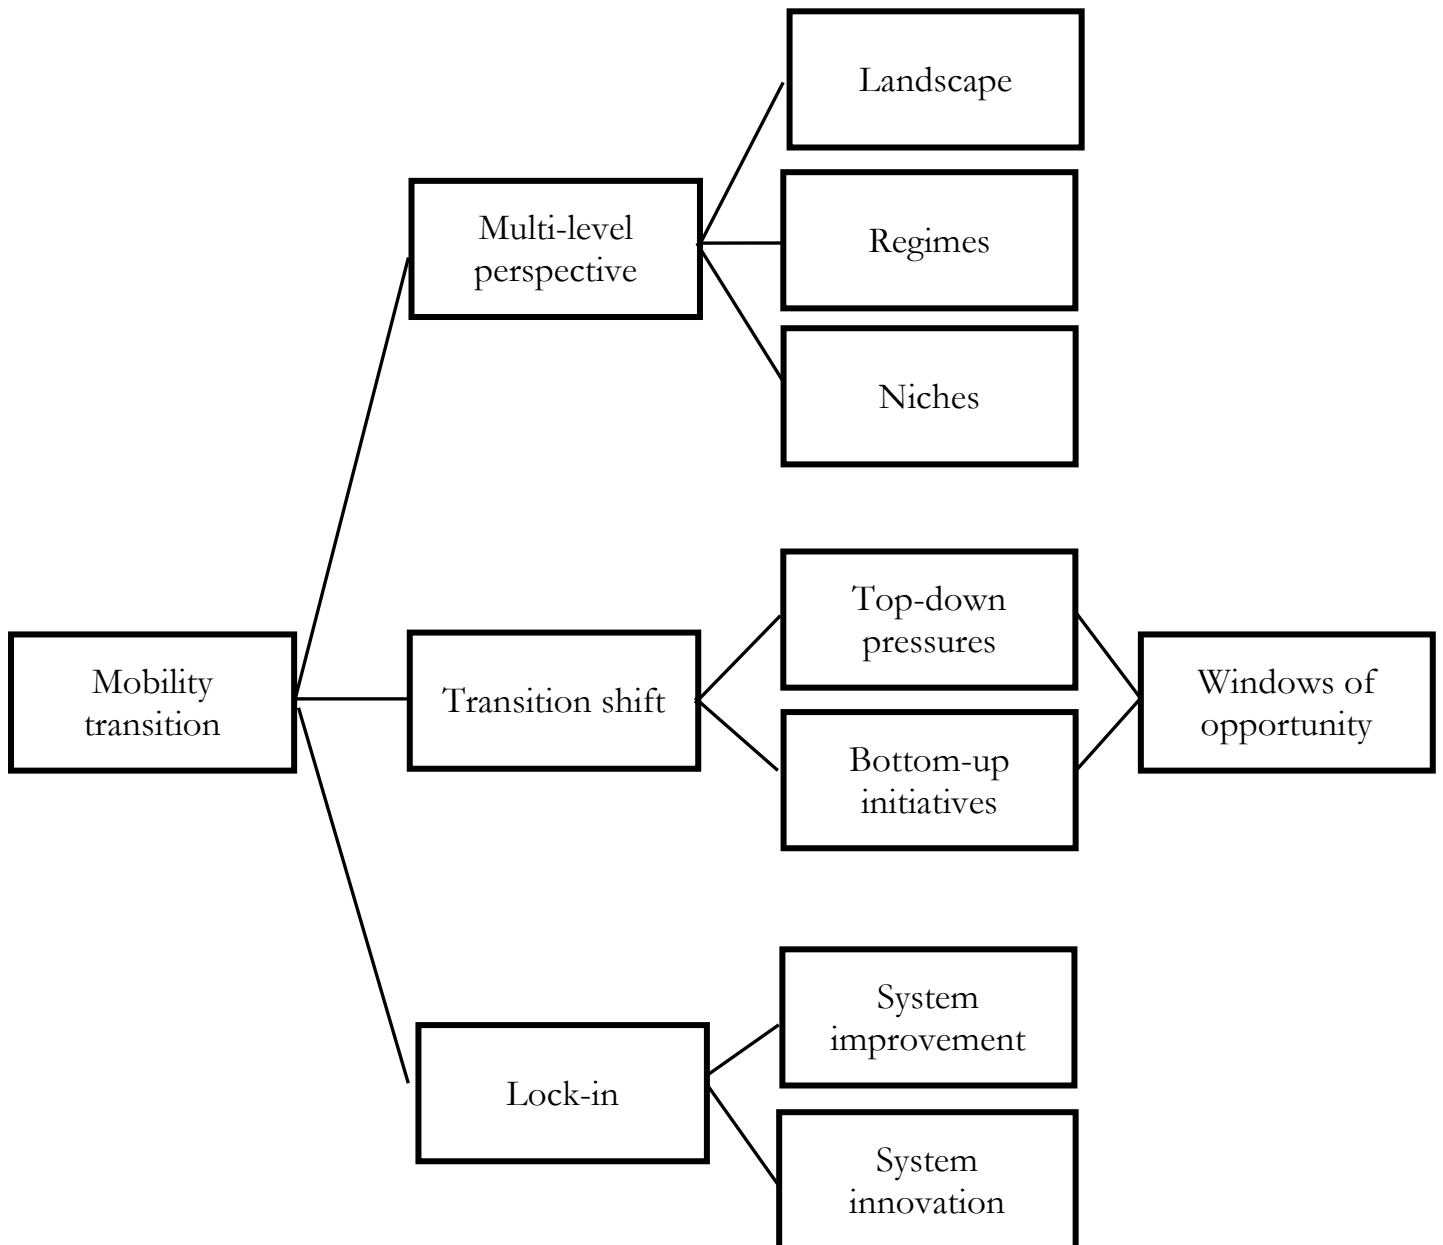 Landscape
Multi-level
perspective
Regimes
Niches
Top-down
pressures
Mobility
transition
Transition shift
Windows of
opportunity
Bottom-up
initiatives
System
improvement
Lock-in
System
innovation